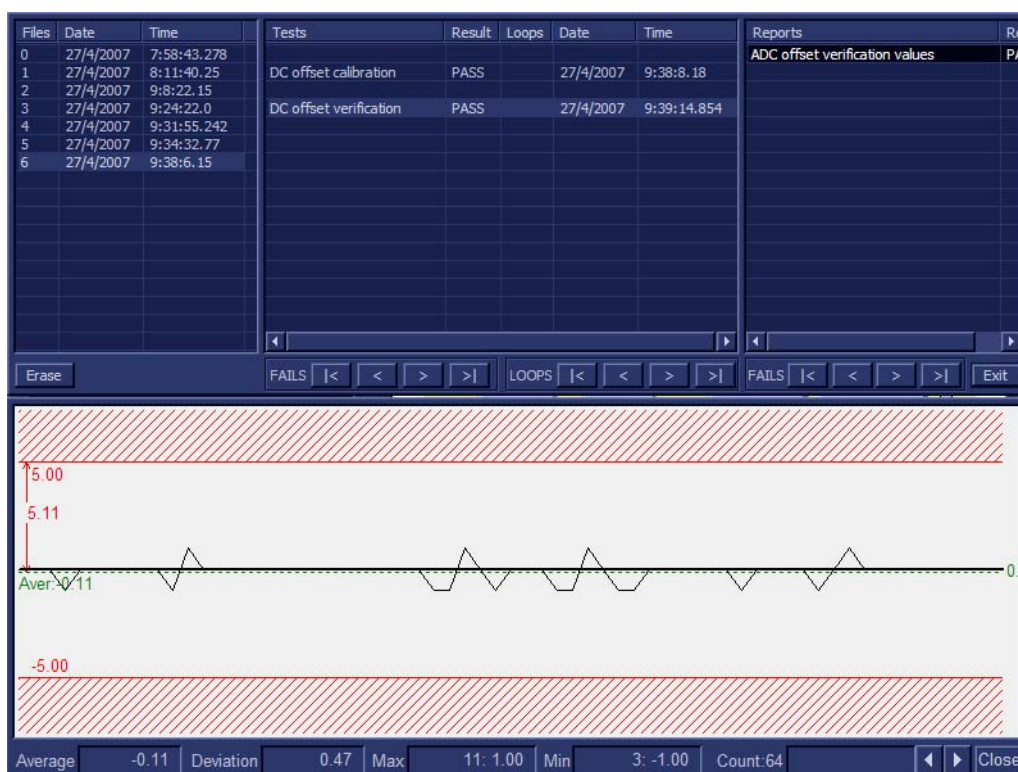 Files Date Time Tests Result Loops Date Time Reports
0 27/4/2007 7:58:43.278 ADC offset verification values
1 27/4/2007 8:11:40.25 DC offset calibration PASS 27/4/2007 9:38:8.18
2 27/4/2007 9:8:22.15
3 27/4/2007 9:24:22.0 DC offset verification PASS 27/4/2007 9:39:14.854
4 27/4/2007 9:31:55.242
5 27/4/2007 9:34:32.77
6 27/4/2007 9:38:6.15
Erase FAILS |< < > >| LOOPS |< < > >| FAILS |< < > >| Exit
5.00
5.11
Aver:-0.11 0.
-5.00
Average -0.11 Deviation 0.47 Max 11: 1.00 Min 3: -1.00 Count:64 Close